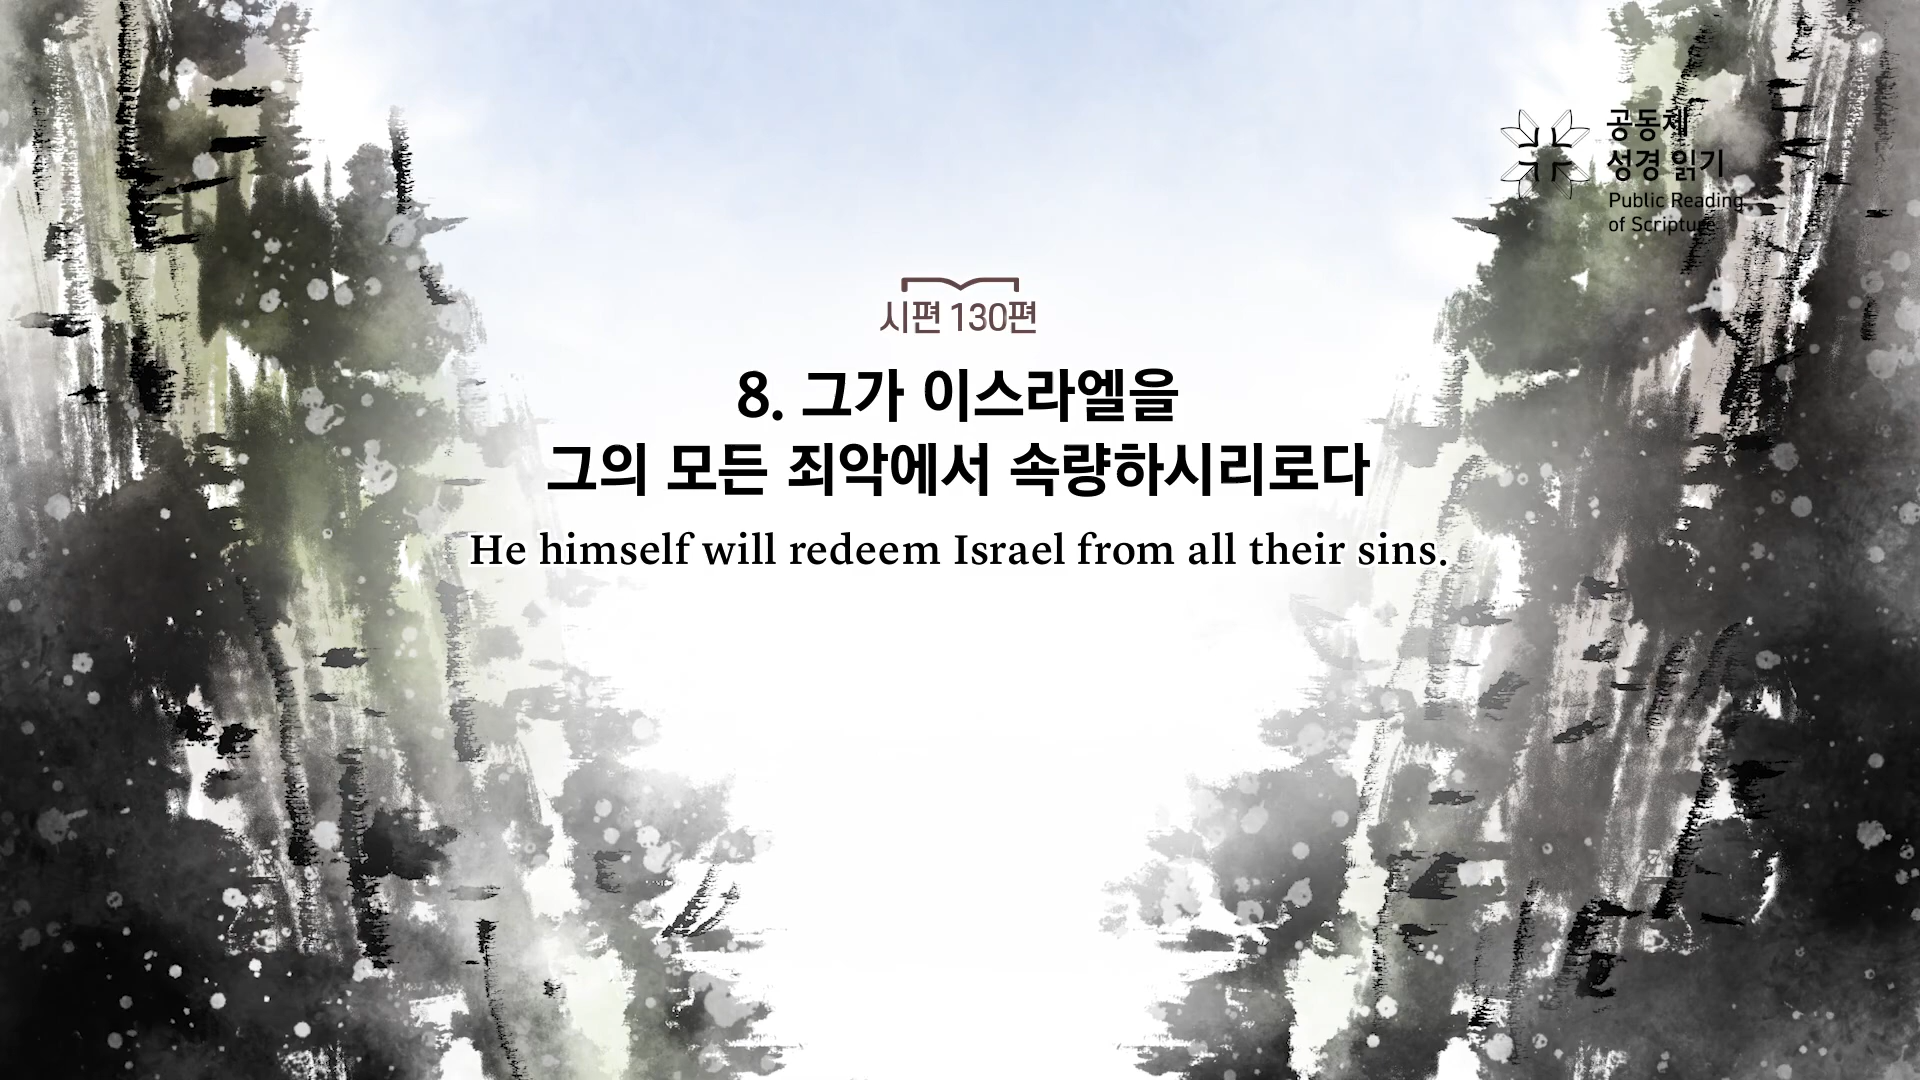 공동체
성경 읽기
Public Reading
of Scripture
시편 130편
8. 그가 이스라엘을
그의 모든 죄악에서 속량하시리로다
He himself will redeem Israel from all their sins.